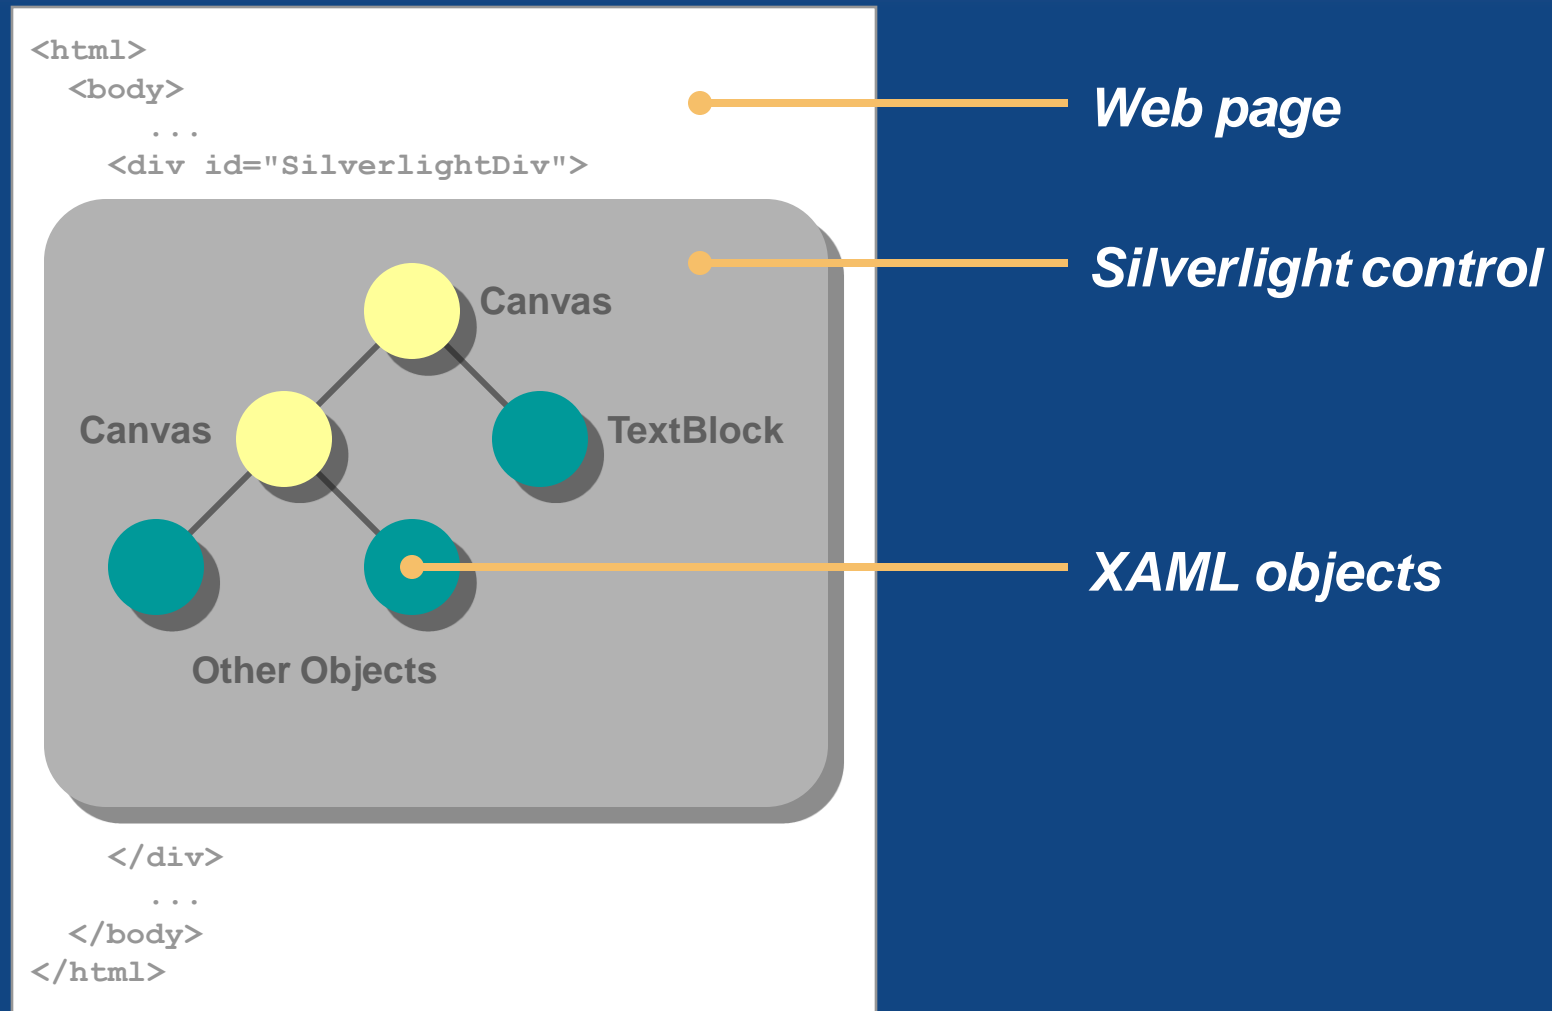 <html>
<body>
...
<div id="SilverlightDiv">
Web page
Silverlight control
Canvas
Canvas
TextBlock
XAML objects
Other Objects
</div>
...
</body>
</html>